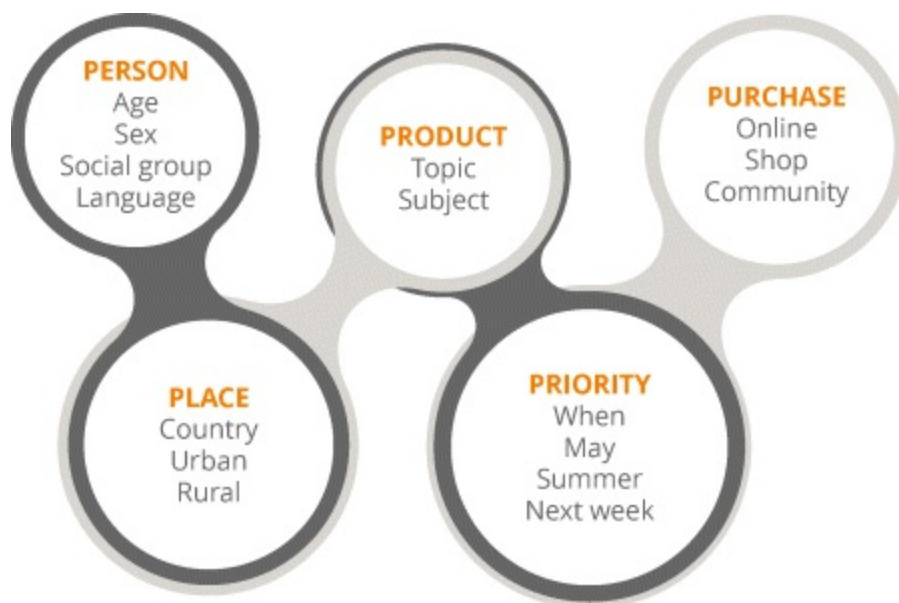 PERSON
Age
Sex
Social group
Language
PLACE
Country
Urban
Rural
PRODUCT
Topic
Subject
PRIORITY
When
May
Summer
Next week
PURCHASE
Online
Shop
Community